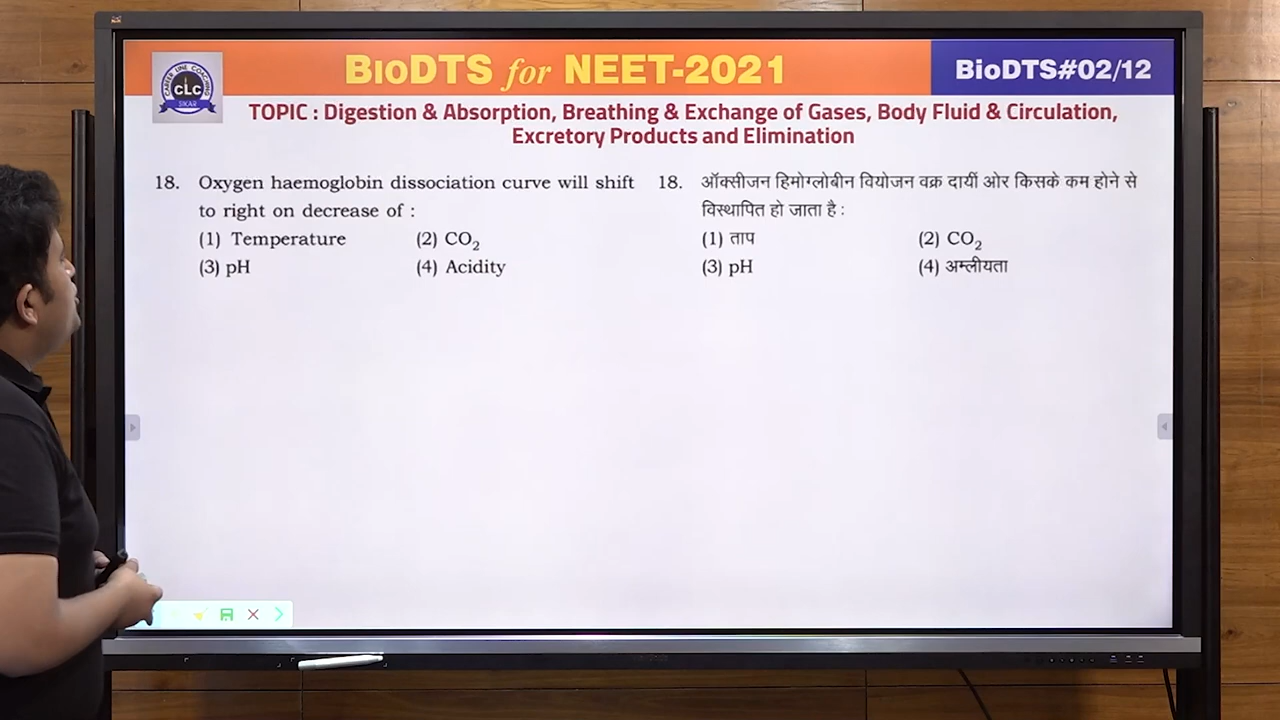 BIODTS for NEET-2021
BioDTS#02/12
CAREER LINE COACHING
CLC
SIKAR
TOPIC : Digestion & Absorption, Breathing & Exchange of Gases, Body Fluid & Circulation,
Excretory Products and Elimination
18. Oxygen haemoglobin dissociation curve will shift
to right on decrease of :
(1) Temperature (2) CO₂
(3) pH (4) Acidity
18. ऑक्सीजन हिमोग्लोबीन वियोजन वक्र दायीं ओर किसके कम होने से
विस्थापित हो जाता है :
(1) ताप (2) CO₂
(3) pH (4) अम्लीयता